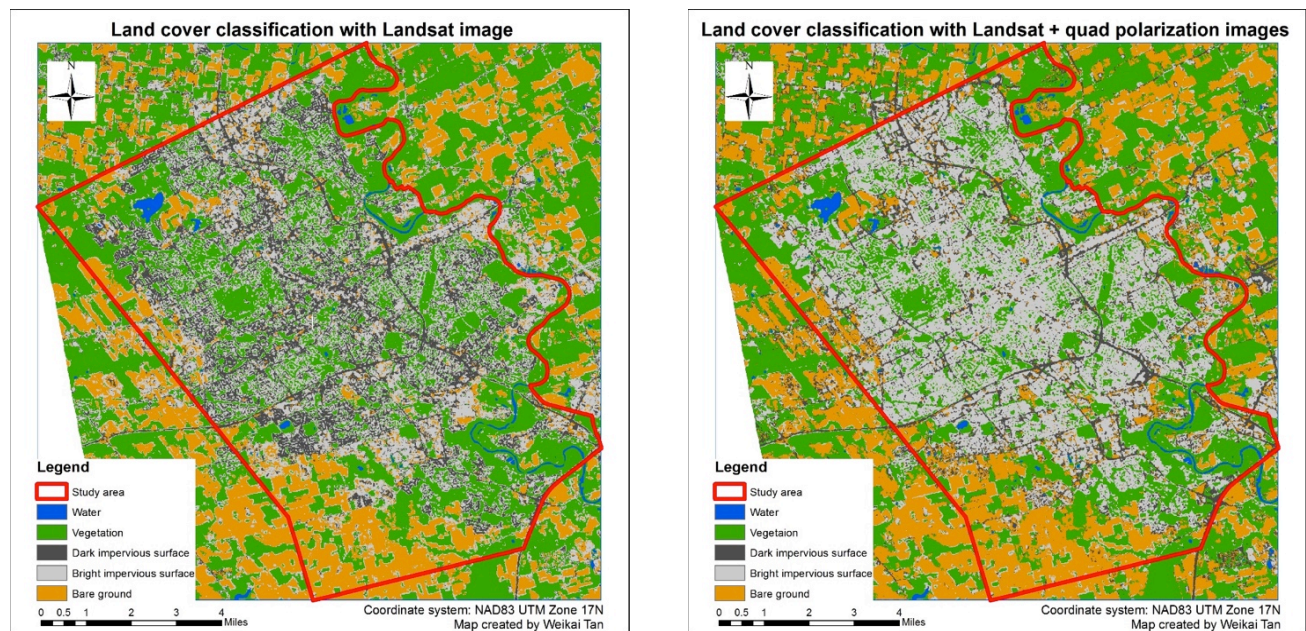 Land cover classification with Landsat image
N
Legend
Study area
Water
Vegetation
Dark impervious surface
Bright impervious surface
Bare ground
0 0.5 1 2 3 4
Miles
Coordinate system: NAD83 UTM Zone 17N
Map created by Weikai Tan
Land cover classification with Landsat + quad polarization images
N
Legend
Study area
Water
Vegetaion
Dark impervious surface
Bright impervious surface
Bare ground
0 0.5 1 2 3 4
Miles
Coordinate system: NAD83 UTM Zone 17N
Map created by Weikai Tan